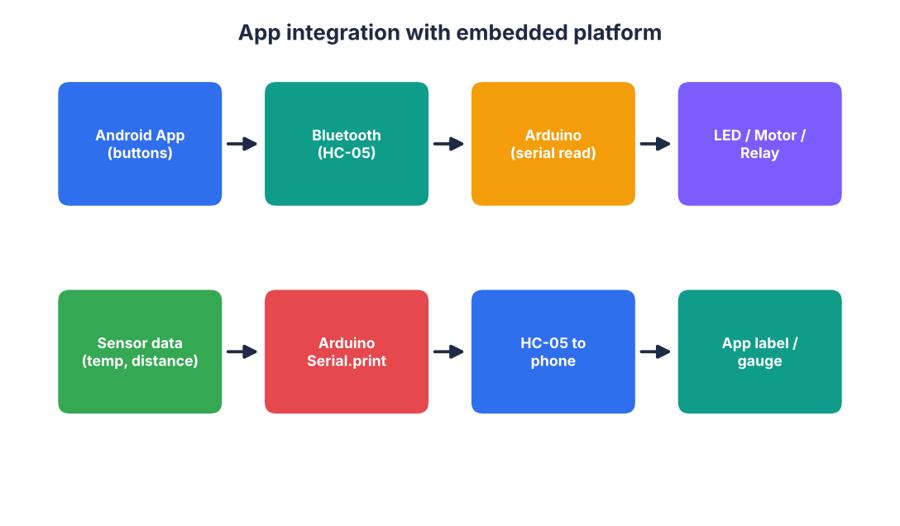 App integration with embedded platform
Android App
(buttons)
Bluetooth
(HC-05)
Arduino
(serial read)
LED / Motor /
Relay
Sensor data
(temp, distance)
Arduino
Serial.print
HC-05 to
phone
App label /
gauge